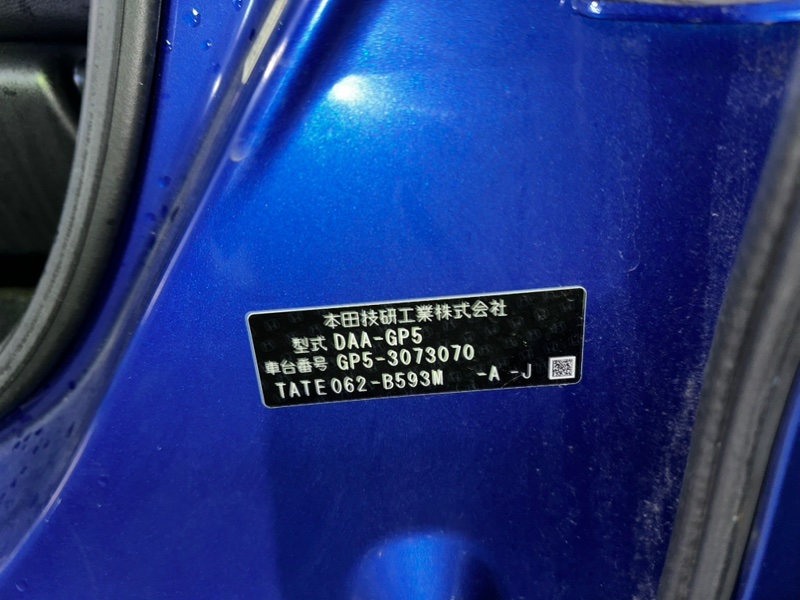 本田技研工業株式会社
型式 DAA-GP5
車台番号 GP5-3073070
TATE062-B593M -A -J